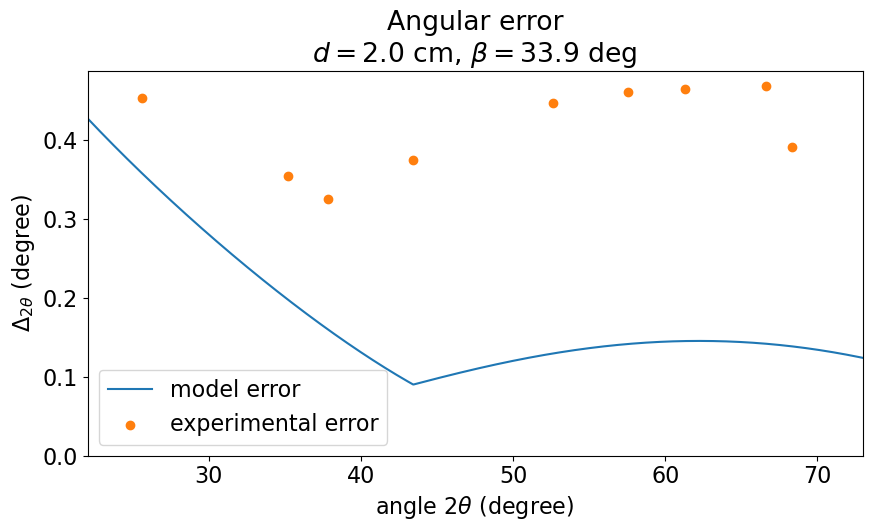 Angular error
d = 2.0 cm, β = 33.9 deg
Δ2θ (degree)
0.4
0.3
0.2
0.1
0.0
model error
experimental error
30 40 50 60 70
angle 2θ (degree)